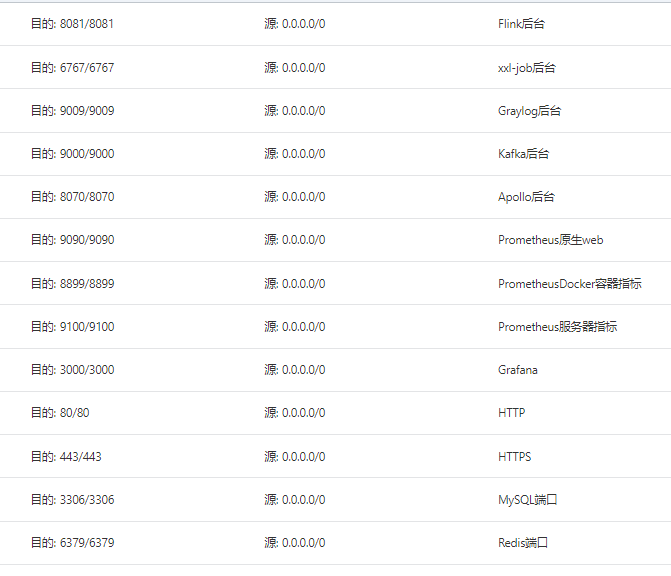 目的: 8081/8081 源: 0.0.0.0/0 Flink后台
目的: 6767/6767 源: 0.0.0.0/0 xxl-job后台
目的: 9009/9009 源: 0.0.0.0/0 Graylog后台
目的: 9000/9000 源: 0.0.0.0/0 Kafka后台
目的: 8070/8070 源: 0.0.0.0/0 Apollo后台
目的: 9090/9090 源: 0.0.0.0/0 Prometheus原生web
目的: 8899/8899 源: 0.0.0.0/0 PrometheusDocker容器指标
目的: 9100/9100 源: 0.0.0.0/0 Prometheus服务器指标
目的: 3000/3000 源: 0.0.0.0/0 Grafana
目的: 80/80 源: 0.0.0.0/0 HTTP
目的: 443/443 源: 0.0.0.0/0 HTTPS
目的: 3306/3306 源: 0.0.0.0/0 MySQL端口
目的: 6379/6379 源: 0.0.0.0/0 Redis端口